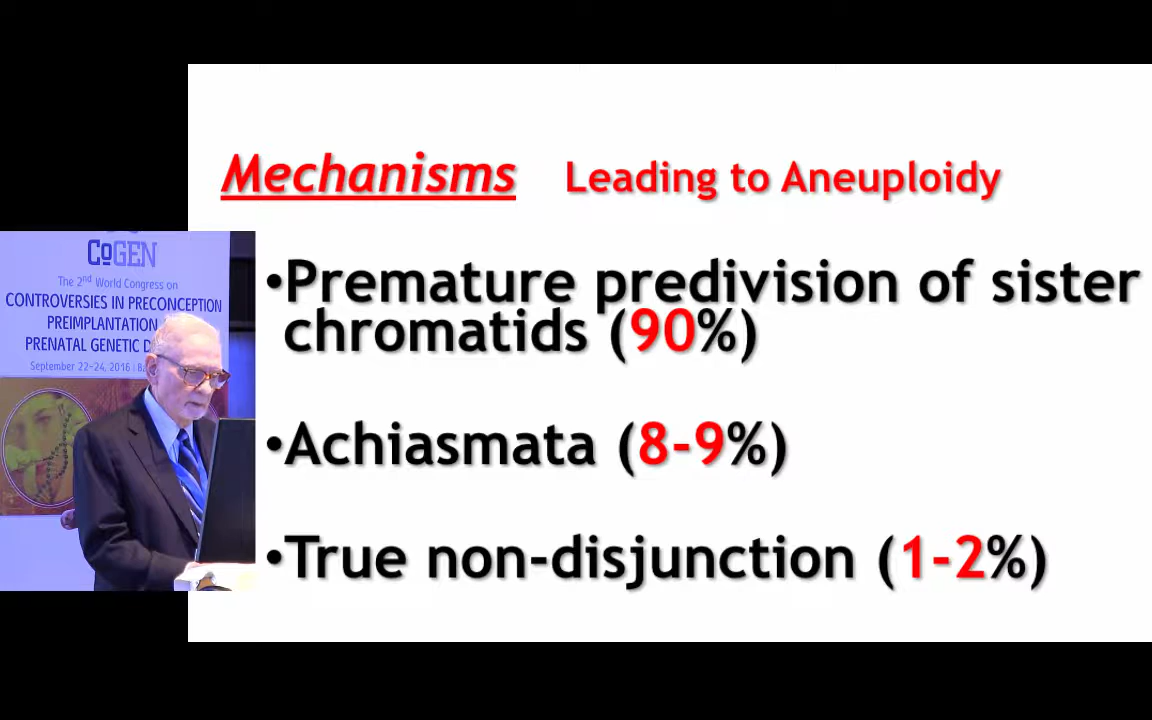 Mechanisms Leading to Aneuploidy
•Premature predivision of sister
chromatids (90%)
•Achiasmata (8-9%)
•True non-disjunction (1-2%)
CoGEN
The 2nd World Congress on
CONTROVERSIES IN PRECONCEPTION
PREIMPLANTATION
PRENATAL GENETIC
September 22-24, 2016 |